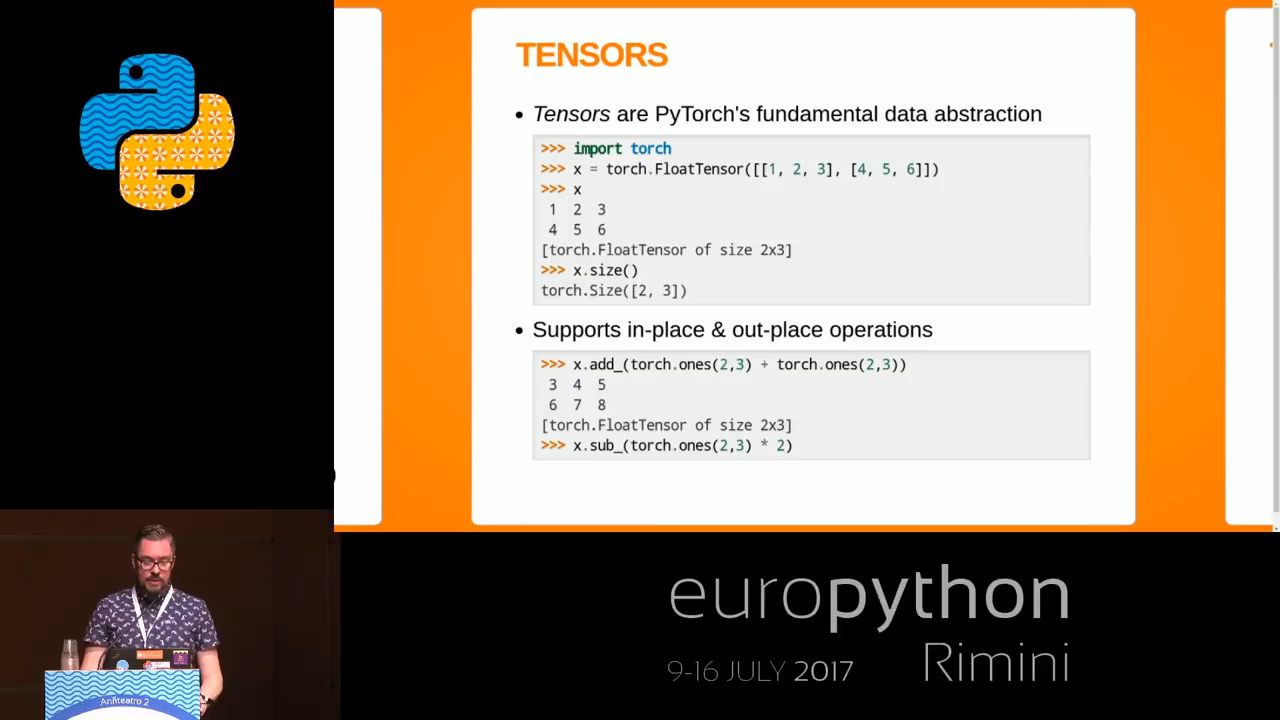 TENSORS
• Tensors are PyTorch's fundamental data abstraction
>>> import torch
>>> x = torch.FloatTensor([[1, 2, 3], [4, 5, 6]])
>>> x
1 2 3
4 5 6
[torch.FloatTensor of size 2x3]
>>> x.size()
torch.Size([2, 3])
• Supports in-place & out-place operations
>>> x.add_(torch.ones(2,3) + torch.ones(2,3))
3 4 5
6 7 8
[torch.FloatTensor of size 2x3]
>>> x.sub_(torch.ones(2,3) * 2)
europython
Rimini
9-16 JULY 2017
Anfiteatro 2